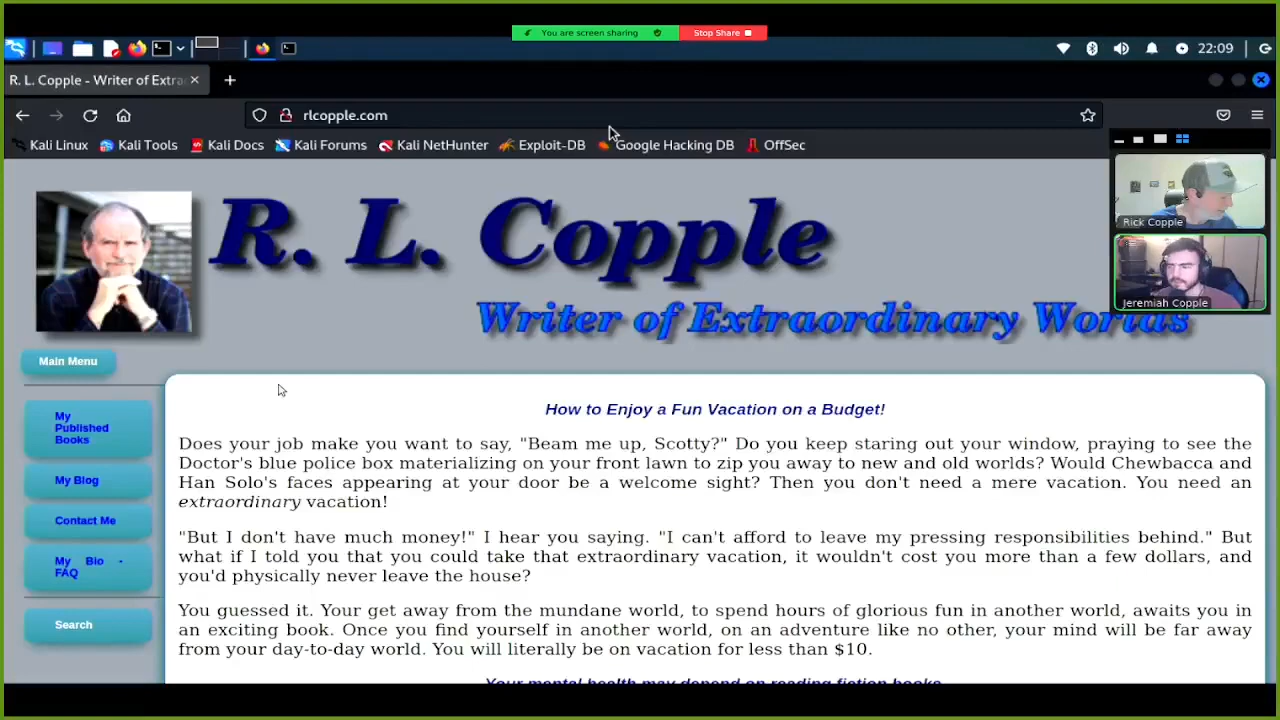 You are screen sharing
Stop Share
22:09
R. L. Copple - Writer of Extra
rlcopple.com
Kali Linux
Kali Tools
Kali Docs
Kali Forums
Kali NetHunter
Exploit-DB
Google Hacking DB
OffSec
Rick Copple
Jeremiah Copple
R. L. Copple
Writer of Extraordinary Worlds
Main Menu
My
Published
Books
My Blog
Contact Me
My Bio -
FAQ
Search
How to Enjoy a Fun Vacation on a Budget!
Does your job make you want to say, "Beam me up, Scotty?" Do you keep staring out your window, praying to see the
Doctor's blue police box materializing on your front lawn to zip you away to new and old worlds? Would Chewbacca and
Han Solo's faces appearing at your door be a welcome sight? Then you don't need a mere vacation. You need an
extraordinary vacation!
"But I don't have much money!" I hear you saying. "I can't afford to leave my pressing responsibilities behind." But
what if I told you that you could take that extraordinary vacation, it wouldn't cost you more than a few dollars, and
you'd physically never leave the house?
You guessed it. Your get away from the mundane world, to spend hours of glorious fun in another world, awaits you in
an exciting book. Once you find yourself in another world, on an adventure like no other, your mind will be far away
from your day-to-day world. You will literally be on vacation for less than $10.
Your mental health may depend on reading fiction books